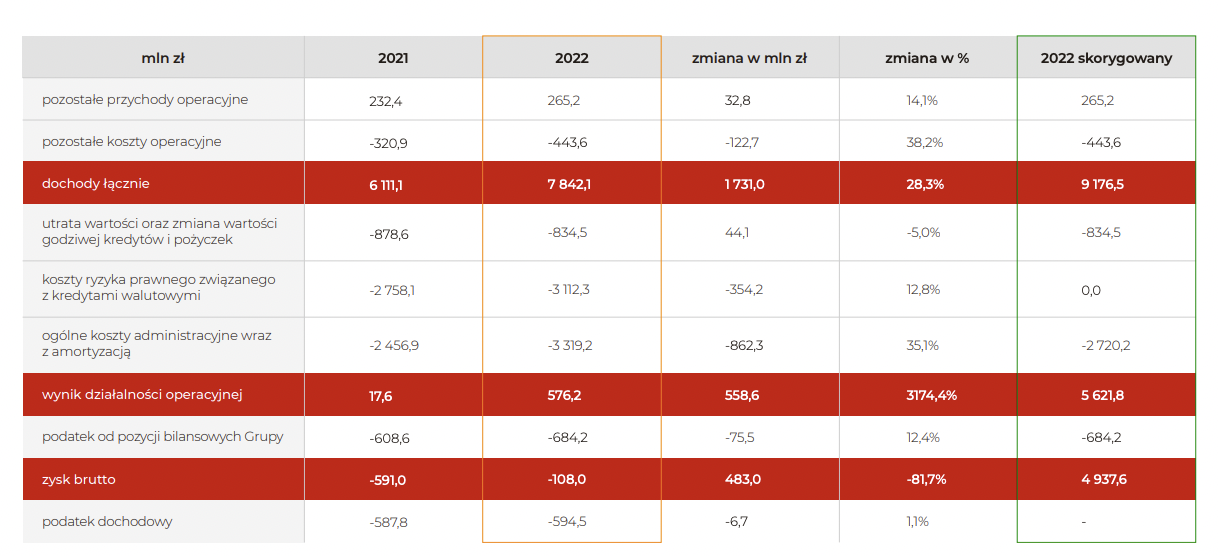 mln zł 2021 2022 zmiana w mln zł zmiana w % 2022 skorygowany
pozostałe przychody operacyjne 232,4 265,2 32,8 14,1% 265,2
pozostałe koszty operacyjne -320,9 -443,6 -122,7 38,2% -443,6
dochody łącznie 6 111,1 7 842,1 1 731,0 28,3% 9 176,5
utrata wartości oraz zmiana wartości
godziwej kredytów i pożyczek -878,6 -834,5 44,1 -5,0% -834,5
koszty ryzyka prawnego związanego
z kredytami walutowymi -2 758,1 -3 112,3 -354,2 12,8% 0,0
ogólne koszty administracyjne wraz
z amortyzacją -2 456,9 -3 319,2 -862,3 35,1% -2 720,2
wynik działalności operacyjnej 17,6 576,2 558,6 3174,4% 5 621,8
podatek od pozycji bilansowych Grupy -608,6 -684,2 -75,5 12,4% -684,2
zysk brutto -591,0 -108,0 483,0 -81,7% 4 937,6
podatek dochodowy -587,8 -594,5 -6,7 1,1% -